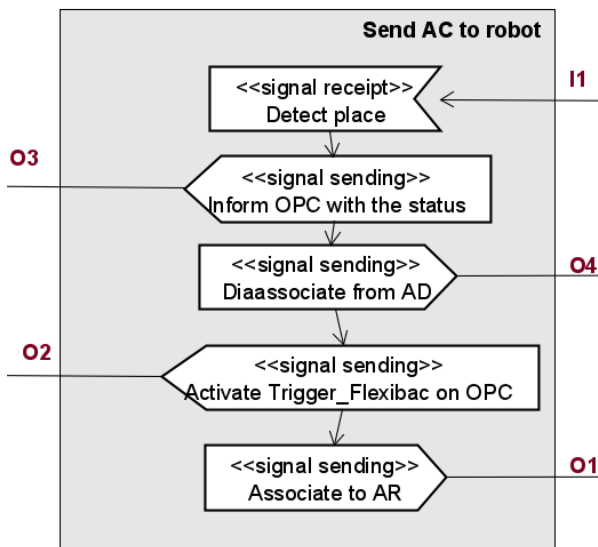 Send AC to robot
<<signal receipt>>
I1
Detect place
O3
<<signal sending>>
Inform OPC with the status
<<signal sending>>
O4
Diaassociate from AD
O2
<<signal sending>>
Activate Trigger_Flexibac on OPC
<<signal sending>>
O1
Associate to AR